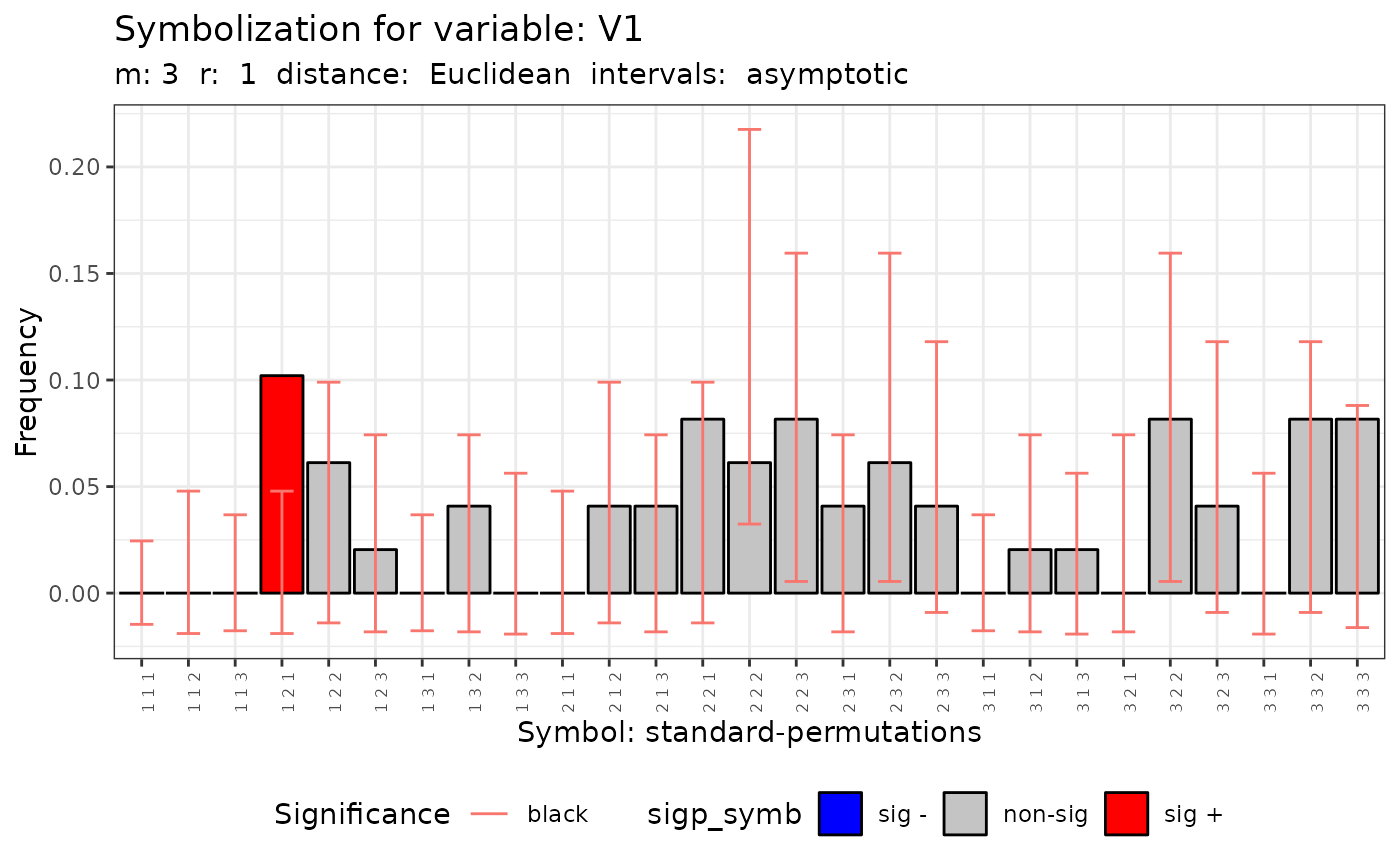 Symbolization for variable: V1
m: 3 r: 1 distance: Euclidean intervals: asymptotic
Frequency
0.20
0.15
0.10
0.05
0.00
1 1 1
1 1 2
1 1 3
1 2 1
1 2 2
1 2 3
1 3 1
1 3 2
1 3 3
2 1 1
2 1 2
2 1 3
2 2 1
2 2 2
2 2 3
2 3 1
2 3 2
2 3 3
3 1 1
3 1 2
3 1 3
3 2 1
3 2 2
3 2 3
3 3 1
3 3 2
3 3 3
Symbol: standard-permutations
Significance black sigp_symb sig - non-sig sig +